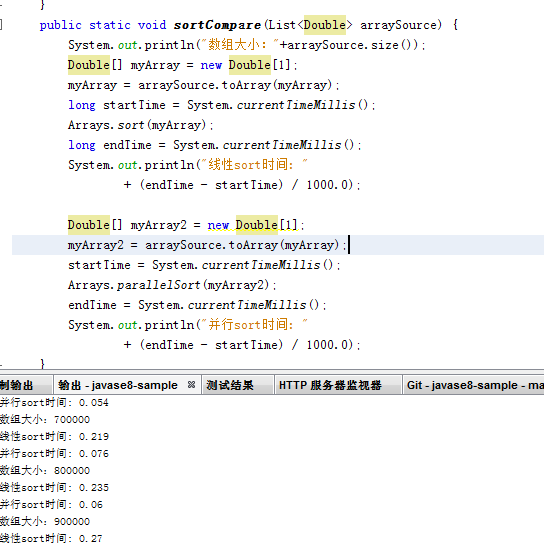 }
public static void sortCompare(List<Double> arraySource) {
System.out.println("数组大小："+arraySource.size());
Double[] myArray = new Double[1];
myArray = arraySource.toArray(myArray);
long startTime = System.currentTimeMillis();
Arrays.sort(myArray);
long endTime = System.currentTimeMillis();
System.out.println("线性sort时间："
+ (endTime - startTime) / 1000.0);
Double[] myArray2 = new Double[1];
myArray2 = arraySource.toArray(myArray);
startTime = System.currentTimeMillis();
Arrays.parallelSort(myArray2);
endTime = System.currentTimeMillis();
System.out.println("并行sort时间："
+ (endTime - startTime) / 1000.0);
}
制输出 输出 - javase8-sample 测试结果 HTTP 服务器监视器 Git - javase8-sample - ma
并行sort时间：0.054
数组大小：700000
线性sort时间：0.219
并行sort时间：0.076
数组大小：800000
线性sort时间：0.235
并行sort时间：0.06
数组大小：900000
线性sort时间：0.27